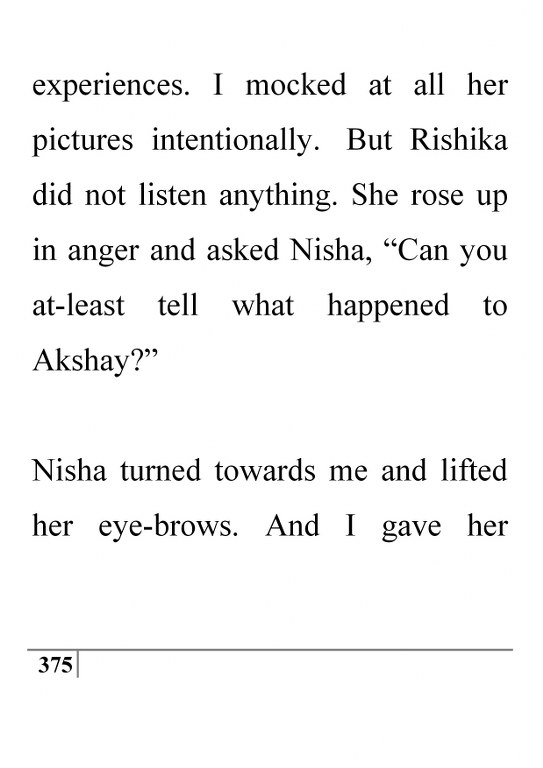 experiences. I mocked at all her
pictures intentionally. But Rishika
did not listen anything. She rose up
in anger and asked Nisha, “Can you
at-least tell what happened to
Akshay?”
Nisha turned towards me and lifted
her eye-brows. And I gave her
375